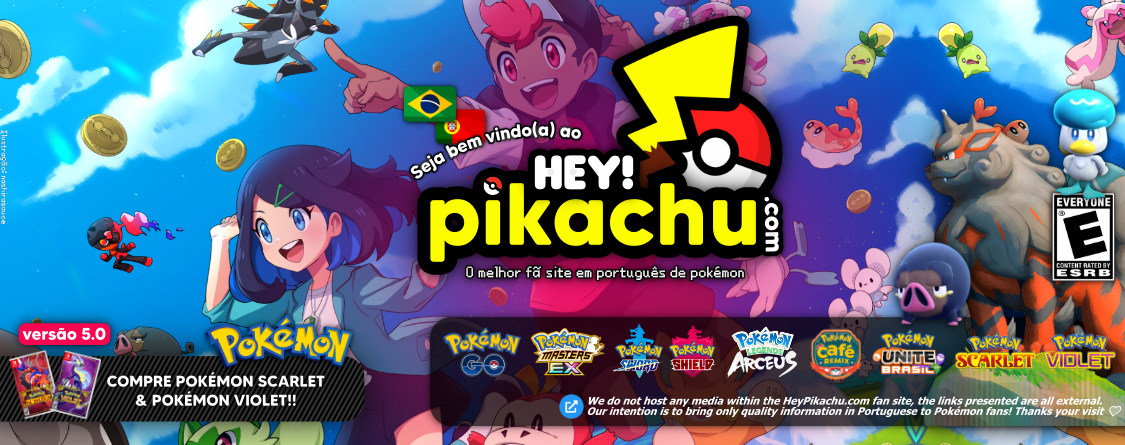 Seja bem vindo(a) ao
HEY!
pikachu
.com
O melhor fã site em português de pokémon
Ilustração: nashirasauce
EVERYONE
E
CONTENT RATED BY
ESRB
versão 5.0
POKÉMON
COMPRE POKÉMON SCARLET
& POKÉMON VIOLET!!
POKÉMON GO
POKÉMON MASTERS EX
POKÉMON SWORD
POKÉMON SHIELD
POKÉMON LEGENDS ARCEUS
POKÉMON Café REMIX
POKÉMON UNITE BRASIL
POKÉMON SCARLET
POKÉMON VIOLET
We do not host any media within the HeyPikachu.com fan site, the links presented are all external.
Our intention is to bring only quality information in Portuguese to Pokémon fans! Thanks your visit